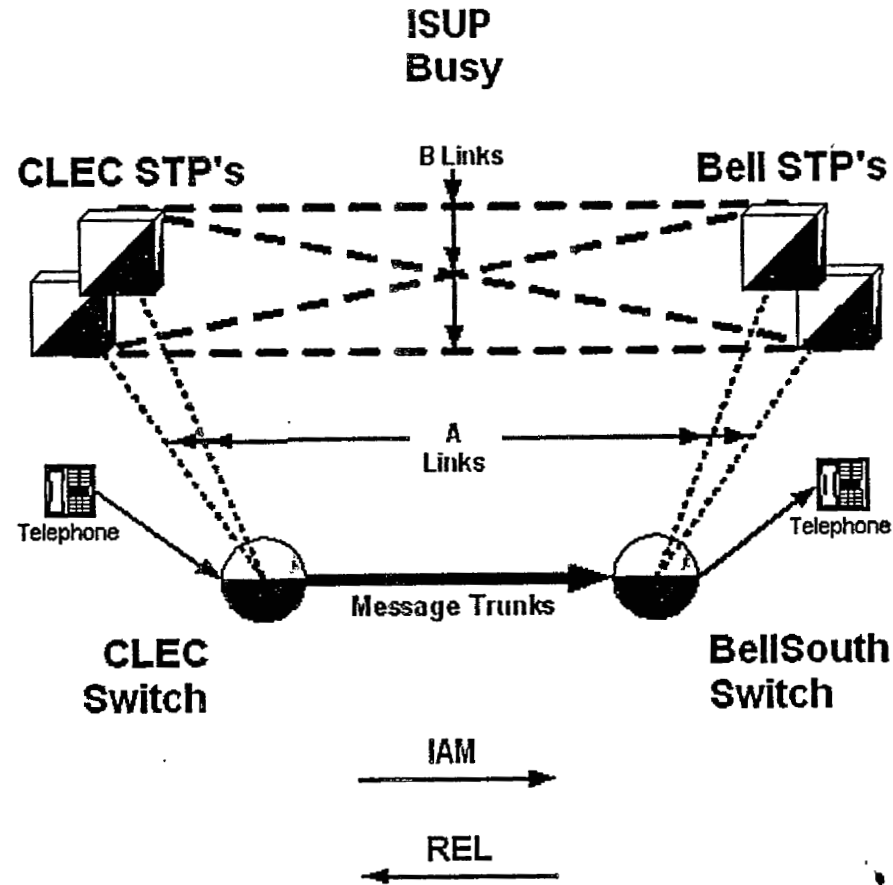 ISUP
Busy
CLEC STP's
B Links
Bell STP's
A
Links
Telephone
Telephone
Message Trunks
CLEC
Switch
BellSouth
Switch
IAM
REL